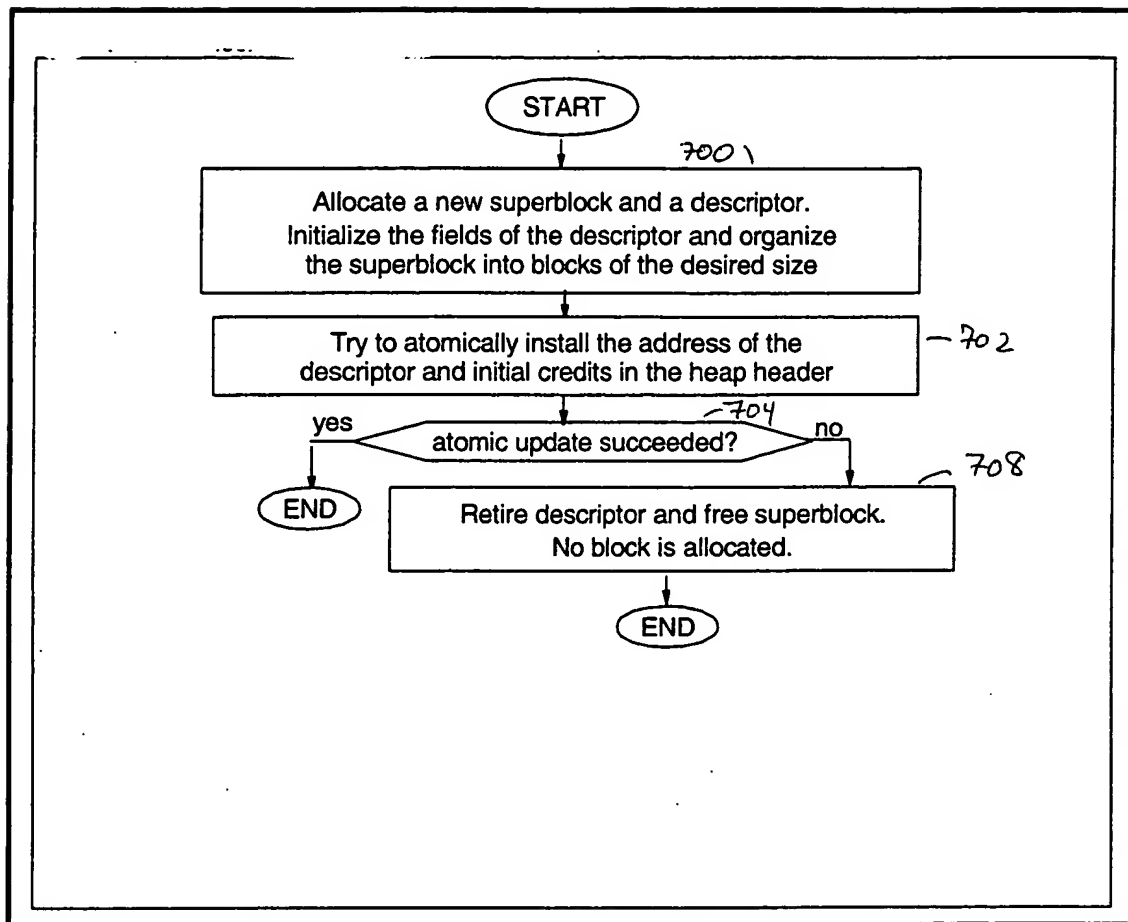 START
700
Allocate a new superblock and a descriptor.
Initialize the fields of the descriptor and organize
the superblock into blocks of the desired size
Try to atomically install the address of the
descriptor and initial credits in the heap header
702
704
yes
atomic update succeeded?
no
END
708
Retire descriptor and free superblock.
No block is allocated.
END